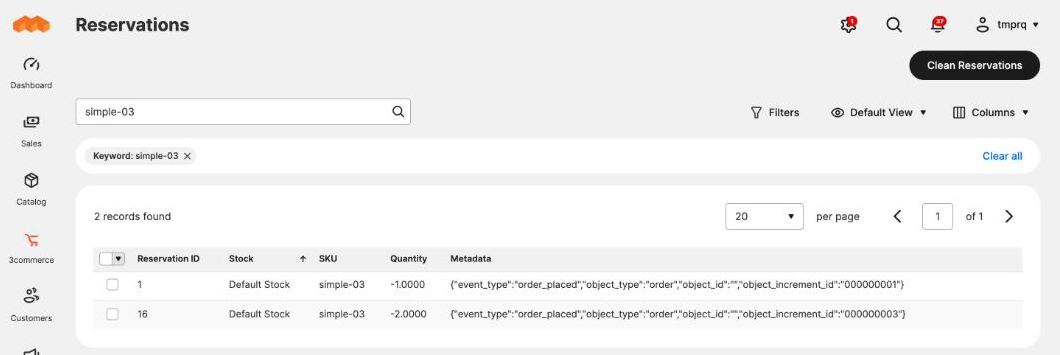 Reservations
1
37
tmprq
Clean Reservations
Dashboard
simple-03
Filters
Default View
Columns
Sales
Keyword: simple-03
Clear all
Catalog
2 records found
20
per page
1
of 1
3commerce
Reservation ID Stock SKU Quantity Metadata
1 Default Stock simple-03 -1.0000 {"event_type":"order_placed","object_type":"order","object_id":"","object_increment_id":"000000001"}
Customers
16 Default Stock simple-03 -2.0000 {"event_type":"order_placed","object_type":"order","object_id":"","object_increment_id":"000000003"}